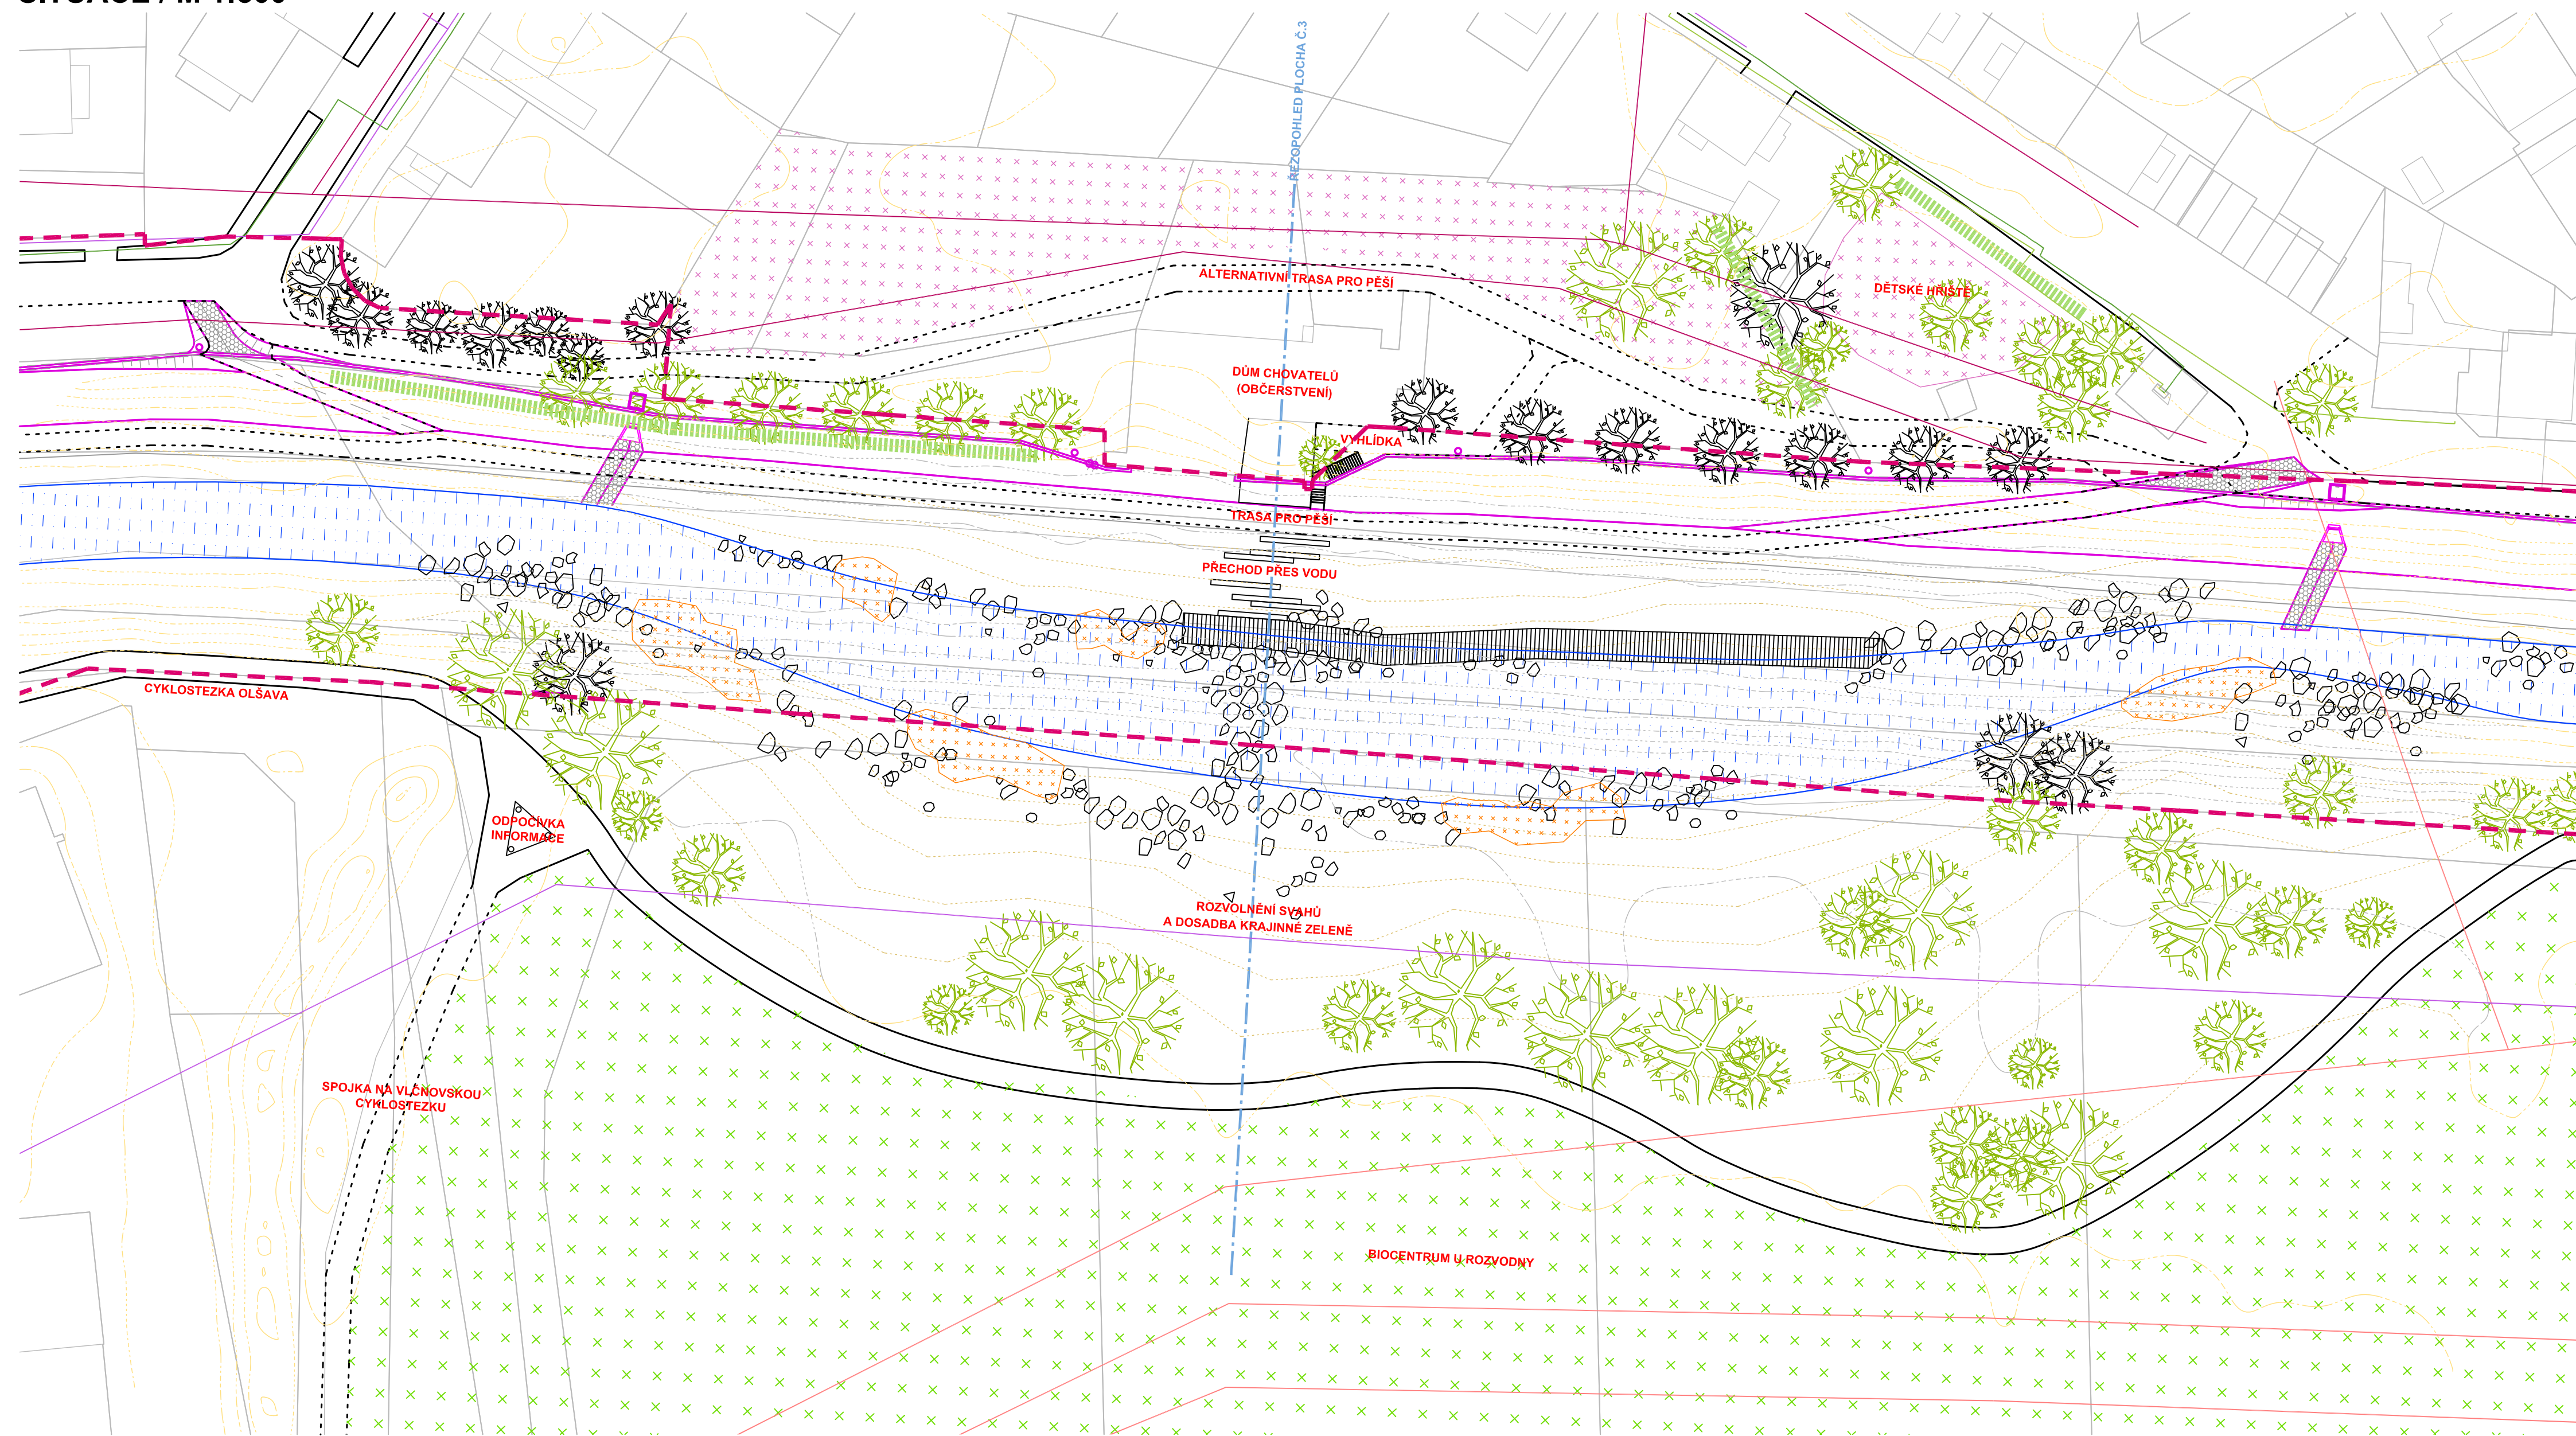 ŘEZOPOHLED PLOCHA Č.3
ALTERNATIVNÍ TRASA PRO PĚŠÍ
DĚTSKÉ HŘIŠTĚ
DŮM CHOVATELŮ
(OBČERSTVENÍ)
VYHLÍDKA
TRASA PRO PĚŠÍ
PŘECHOD PŘES VODU
CYKLOSTEZKA OLŠAVA
ODPOČÍVKA
INFORMACE
ROZVOLNĚNÍ SVAHŮ
A DOSADBA KRAJINNÉ ZELENĚ
SPOJKA NA VLČNOVSKOU
CYKLOSTEZKU
BIOCENTRUM U ROZVODNY